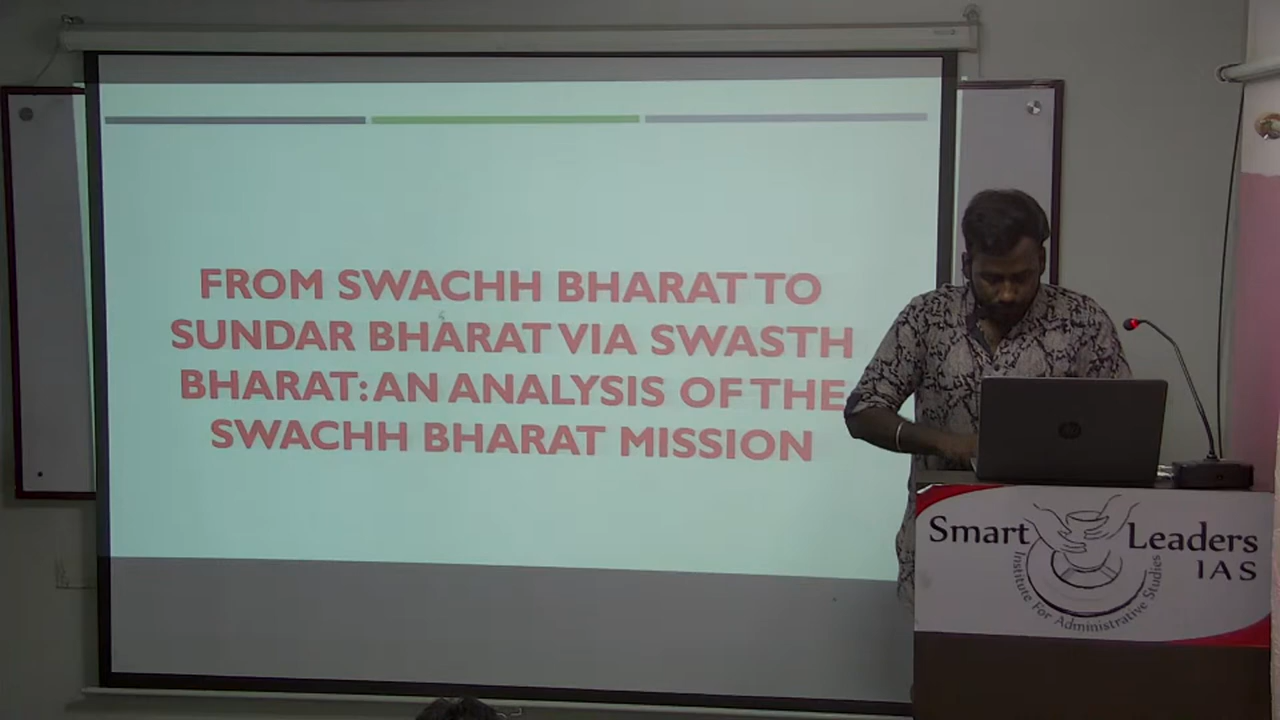 FROM SWACHH BHARAT TO
SUNDAR BHARAT VIA SWASTH
BHARAT: AN ANALYSIS OF THE
SWACHH BHARAT MISSION
Smart Leaders
IAS
Institute For Administrative Studies
hp